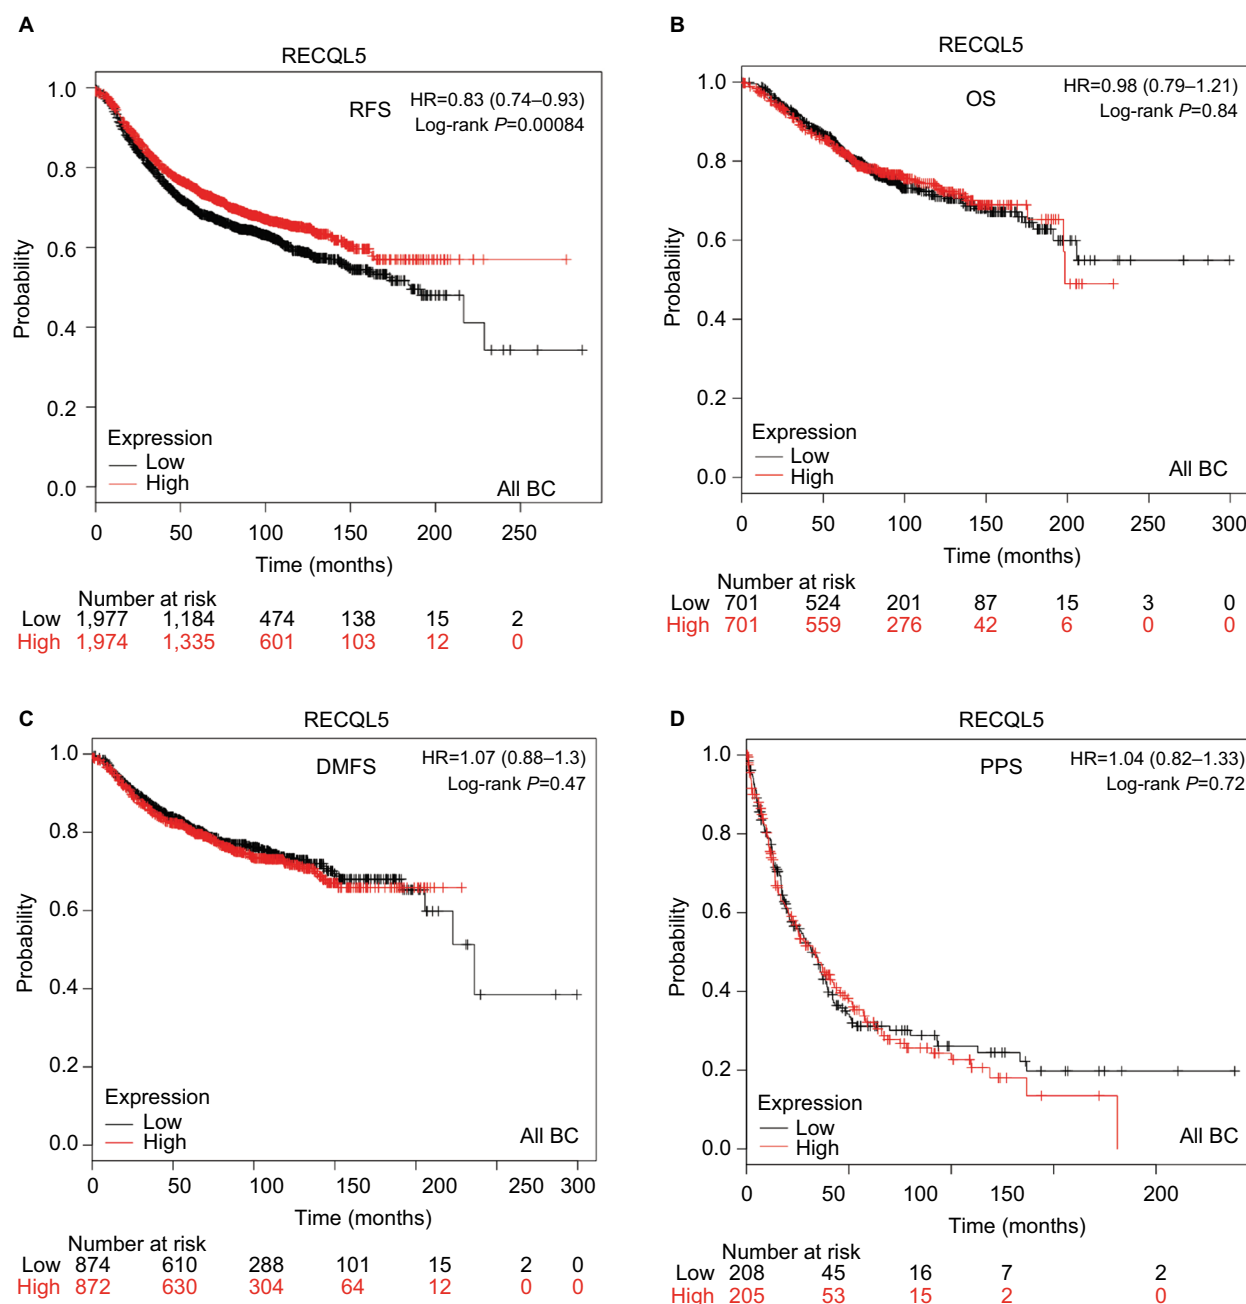 A
RECQL5
RFS
HR=0.83 (0.74–0.93)
Log-rank P=0.00084
1.0
0.8
0.6
0.4
0.2
0.0
Probability
Expression
Low
High
All BC
0 50 100 150 200 250
Time (months)
Number at risk
Low 1,977 1,184 474 138 15 2
High 1,974 1,335 601 103 12 0
B
RECQL5
OS
HR=0.98 (0.79–1.21)
Log-rank P=0.84
1.0
0.8
0.6
0.4
0.2
0.0
Probability
Expression
Low
High
All BC
0 50 100 150 200 250 300
Time (months)
Number at risk
Low 701 524 201 87 15 3 0
High 701 559 276 42 6 0 0
C
RECQL5
DMFS
HR=1.07 (0.88–1.3)
Log-rank P=0.47
1.0
0.8
0.6
0.4
0.2
0.0
Probability
Expression
Low
High
All BC
0 50 100 150 200 250 300
Time (months)
Number at risk
Low 874 610 288 101 15 2 0
High 872 630 304 64 12 0 0
D
RECQL5
PPS
HR=1.04 (0.82–1.33)
Log-rank P=0.72
1.0
0.8
0.6
0.4
0.2
0.0
Probability
Expression
Low
High
All BC
0 50 100 150 200
Time (months)
Number at risk
Low 208 45 16 7 2
High 205 53 15 2 0